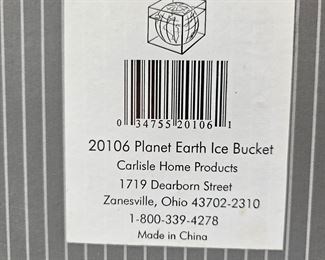 0 34755 20106 1
20106 Planet Earth Ice Bucket
Carlisle Home Products
1719 Dearborn Street
Zanesville, Ohio 43702-2310
1-800-339-4278
Made in China